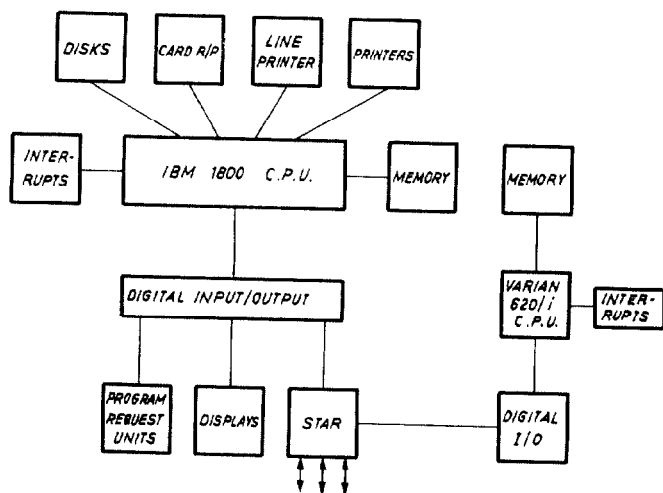 DISKS
CARD R/P
LINE
PRINTER
PRINTERS
INTER-
RUPTS
IBM 1800 C.P.U.
MEMORY
MEMORY
DIGITAL INPUT/OUTPUT
VARIAN
620/i
C.P.U.
INTER-
RUPTS
PROGRAM
REQUEST
UNITS
DISPLAYS
STAR
DIGITAL
I/O